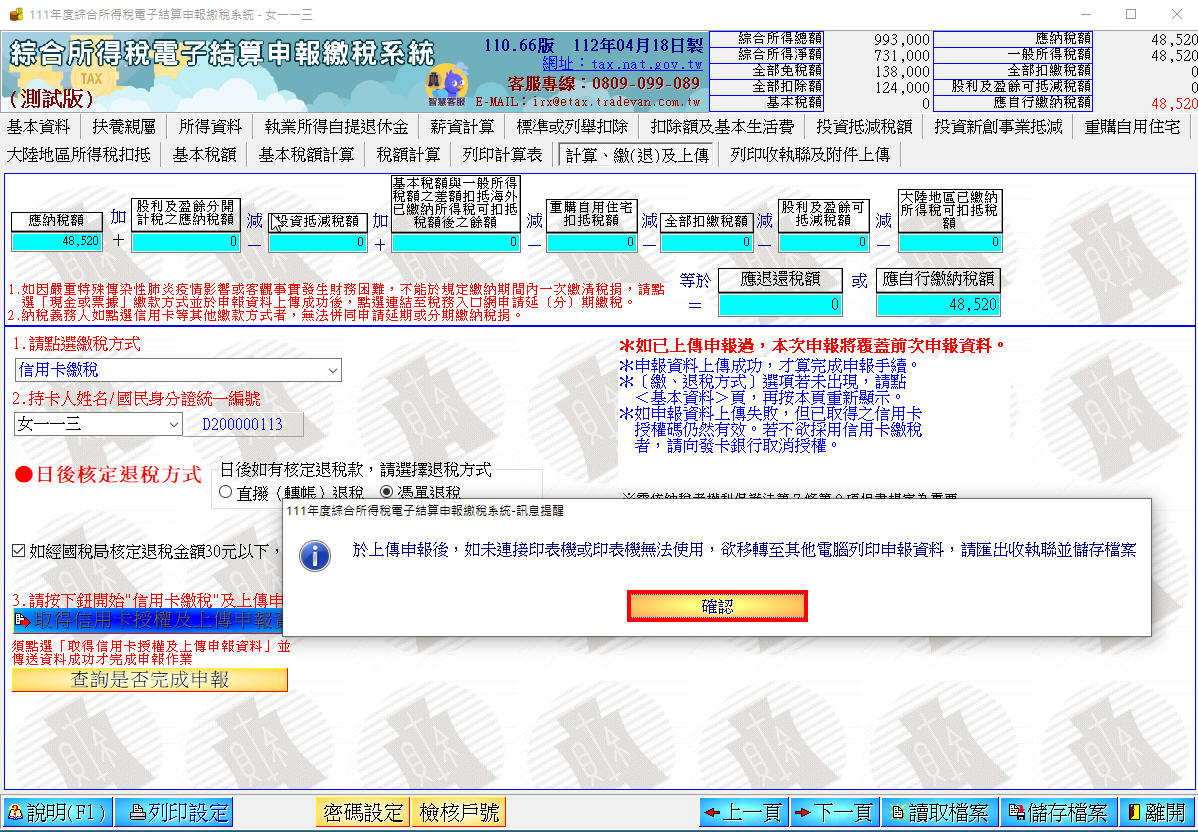 111年度綜合所得稅電子結算申報繳稅系統 - 女一一三
綜合所得稅電子結算申報繳稅系統
(測試版)
TAX
110.66版 112年04月18日製
網址：tax.nat.gov.tw
客服專線：0809-099-089
E-MAIL：irx@etax.tradevan.com.tw
智慧客服
綜合所得總額 993,000 應納稅額 48,520
綜合所得淨額 731,000 一般所得稅額 48,520
全部免稅額 138,000 全部扣繳稅額 0
全部扣除額 124,000 股利及盈餘可抵減稅額 0
基本稅額 0 應自行繳納稅額 48,520
基本資料 扶養親屬 所得資料 執業所得自提退休金 薪資計算 標準或列舉扣除 扣除額及基本生活費 投資抵減稅額 投資新創事業抵減 重購自用住宅
大陸地區所得稅扣抵 基本稅額 基本稅額計算 稅額計算 列印計算表 計算、繳(退)及上傳 列印收執聯及附件上傳
應納稅額
48,520
加
＋
股利及盈餘分開
計稅之應納稅額
0
減
－
投資抵減稅額
0
加
＋
基本稅額與一般所得
稅額之差額扣抵海外
已繳納所得稅可扣抵
稅額後之餘額
0
減
－
重購自用住宅
扣抵稅額
0
減
－
全部扣繳稅額
0
減
－
股利及盈餘可
抵減稅額
0
減
－
大陸地區已繳納
所得稅可扣抵稅
額
0
等於
＝
應退還稅額
0
或
應自行繳納稅額
48,520
1.如因嚴重特殊傳染性肺炎疫情影響或客觀事實發生財務困難，不能於規定繳納期間內一次繳清稅捐，請點
選「現金或票據」繳款方式並於申報資料上傳成功後，點選連結至稅務入口網申請延（分）期繳稅。
2.納稅義務人如點選信用卡等其他繳款方式者，無法併同申請延期或分期繳納稅捐。
1.請點選繳稅方式
信用卡繳稅
2.持卡人姓名/國民身分證統一編號
女一一三 D200000113
＊如已上傳申報過，本次申報將覆蓋前次申報資料。
＊申報資料上傳成功，才算完成申報手續。
＊〔繳、退稅方式〕選項若未出現，請點
＜基本資料＞頁，再按本頁重新顯示。
＊如申報資料上傳失敗，但已取得之信用卡
授權碼仍然有效。若不欲採用信用卡繳稅
者，請向發卡銀行取消授權。
●日後核定退稅方式
日後如有核定退稅款，請選擇退稅方式
直撥（轉帳）退稅 憑單退稅
如經國稅局核定退稅金額30元以下，
3.請按下鈕開始"信用卡繳稅"及上傳申
取得信用卡授權及上傳申報資
須點選「取得信用卡授權及上傳申報資料」並
傳送資料成功才完成申報作業
查詢是否完成申報
111年度綜合所得稅電子結算申報繳稅系統-訊息提醒
於上傳申報後，如未連接印表機或印表機無法使用，欲移轉至其他電腦列印申報資料，請匯出收執聯並儲存檔案
確認
說明(F1) 列印設定 密碼設定 檢核戶號 上一頁 下一頁 讀取檔案 儲存檔案 離開